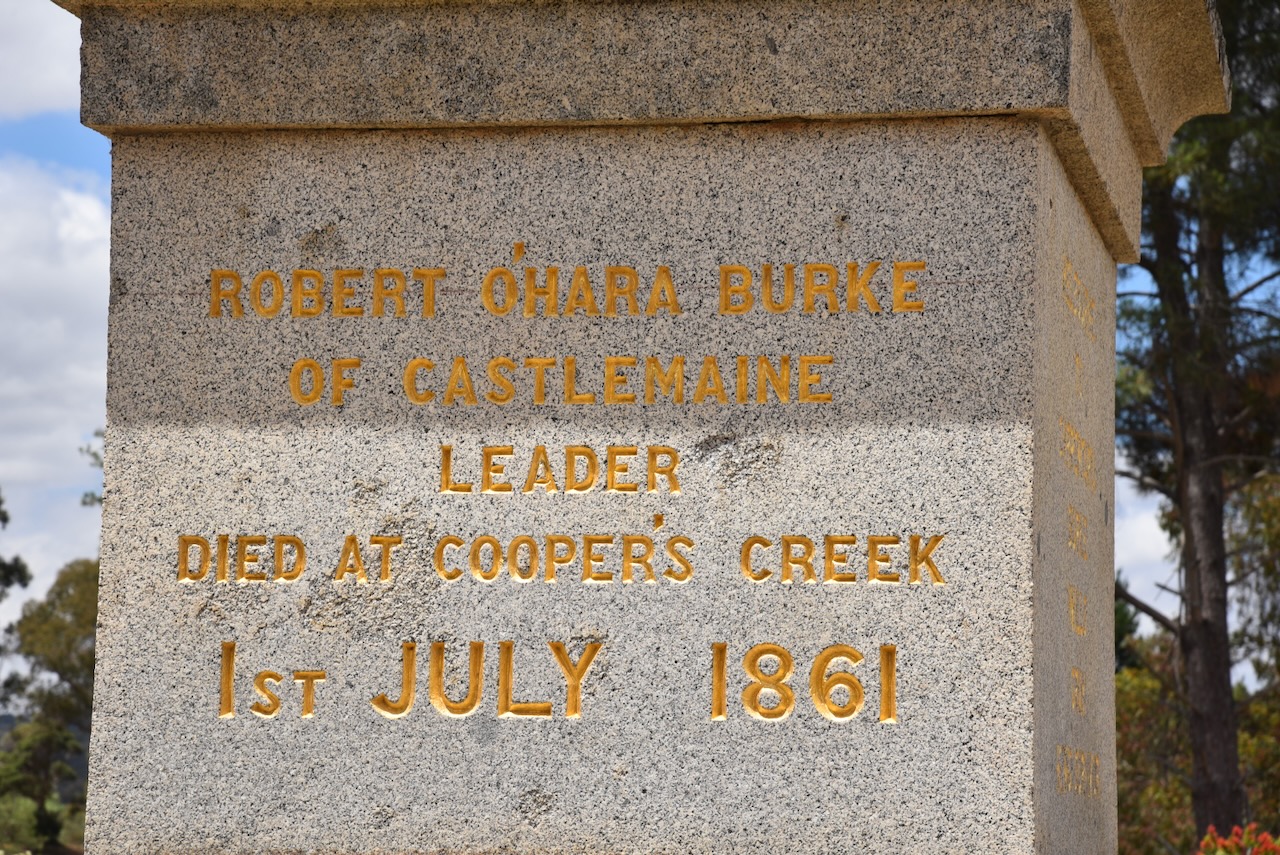 ROBERT O'HARA BURKE
OF CASTLEMAINE
LEADER
DIED AT COOPER'S CREEK
1ST JULY 1861